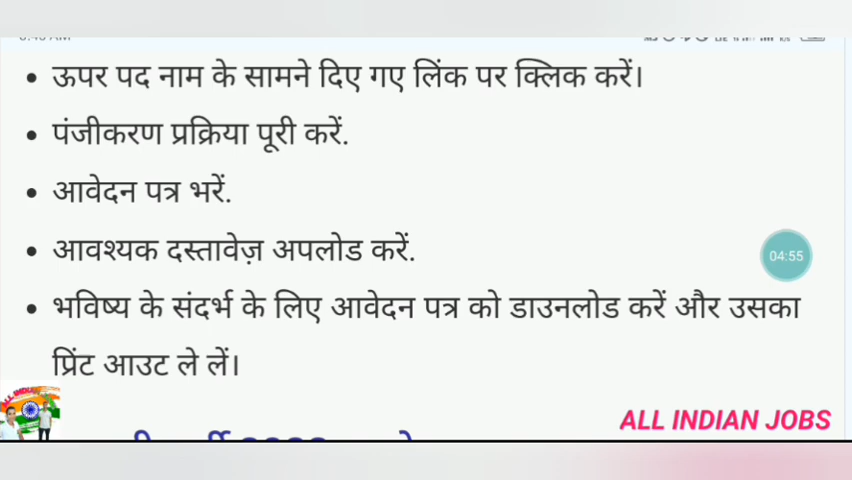 ऊपर पद नाम के सामने दिए गए लिंक पर क्लिक करें।
पंजीकरण प्रक्रिया पूरी करें.
आवेदन पत्र भरें.
आवश्यक दस्तावेज़ अपलोड करें.
04:55
भविष्य के संदर्भ के लिए आवेदन पत्र को डाउनलोड करें और उसका
प्रिंट आउट ले लें।
ALL INDIAN JOBS